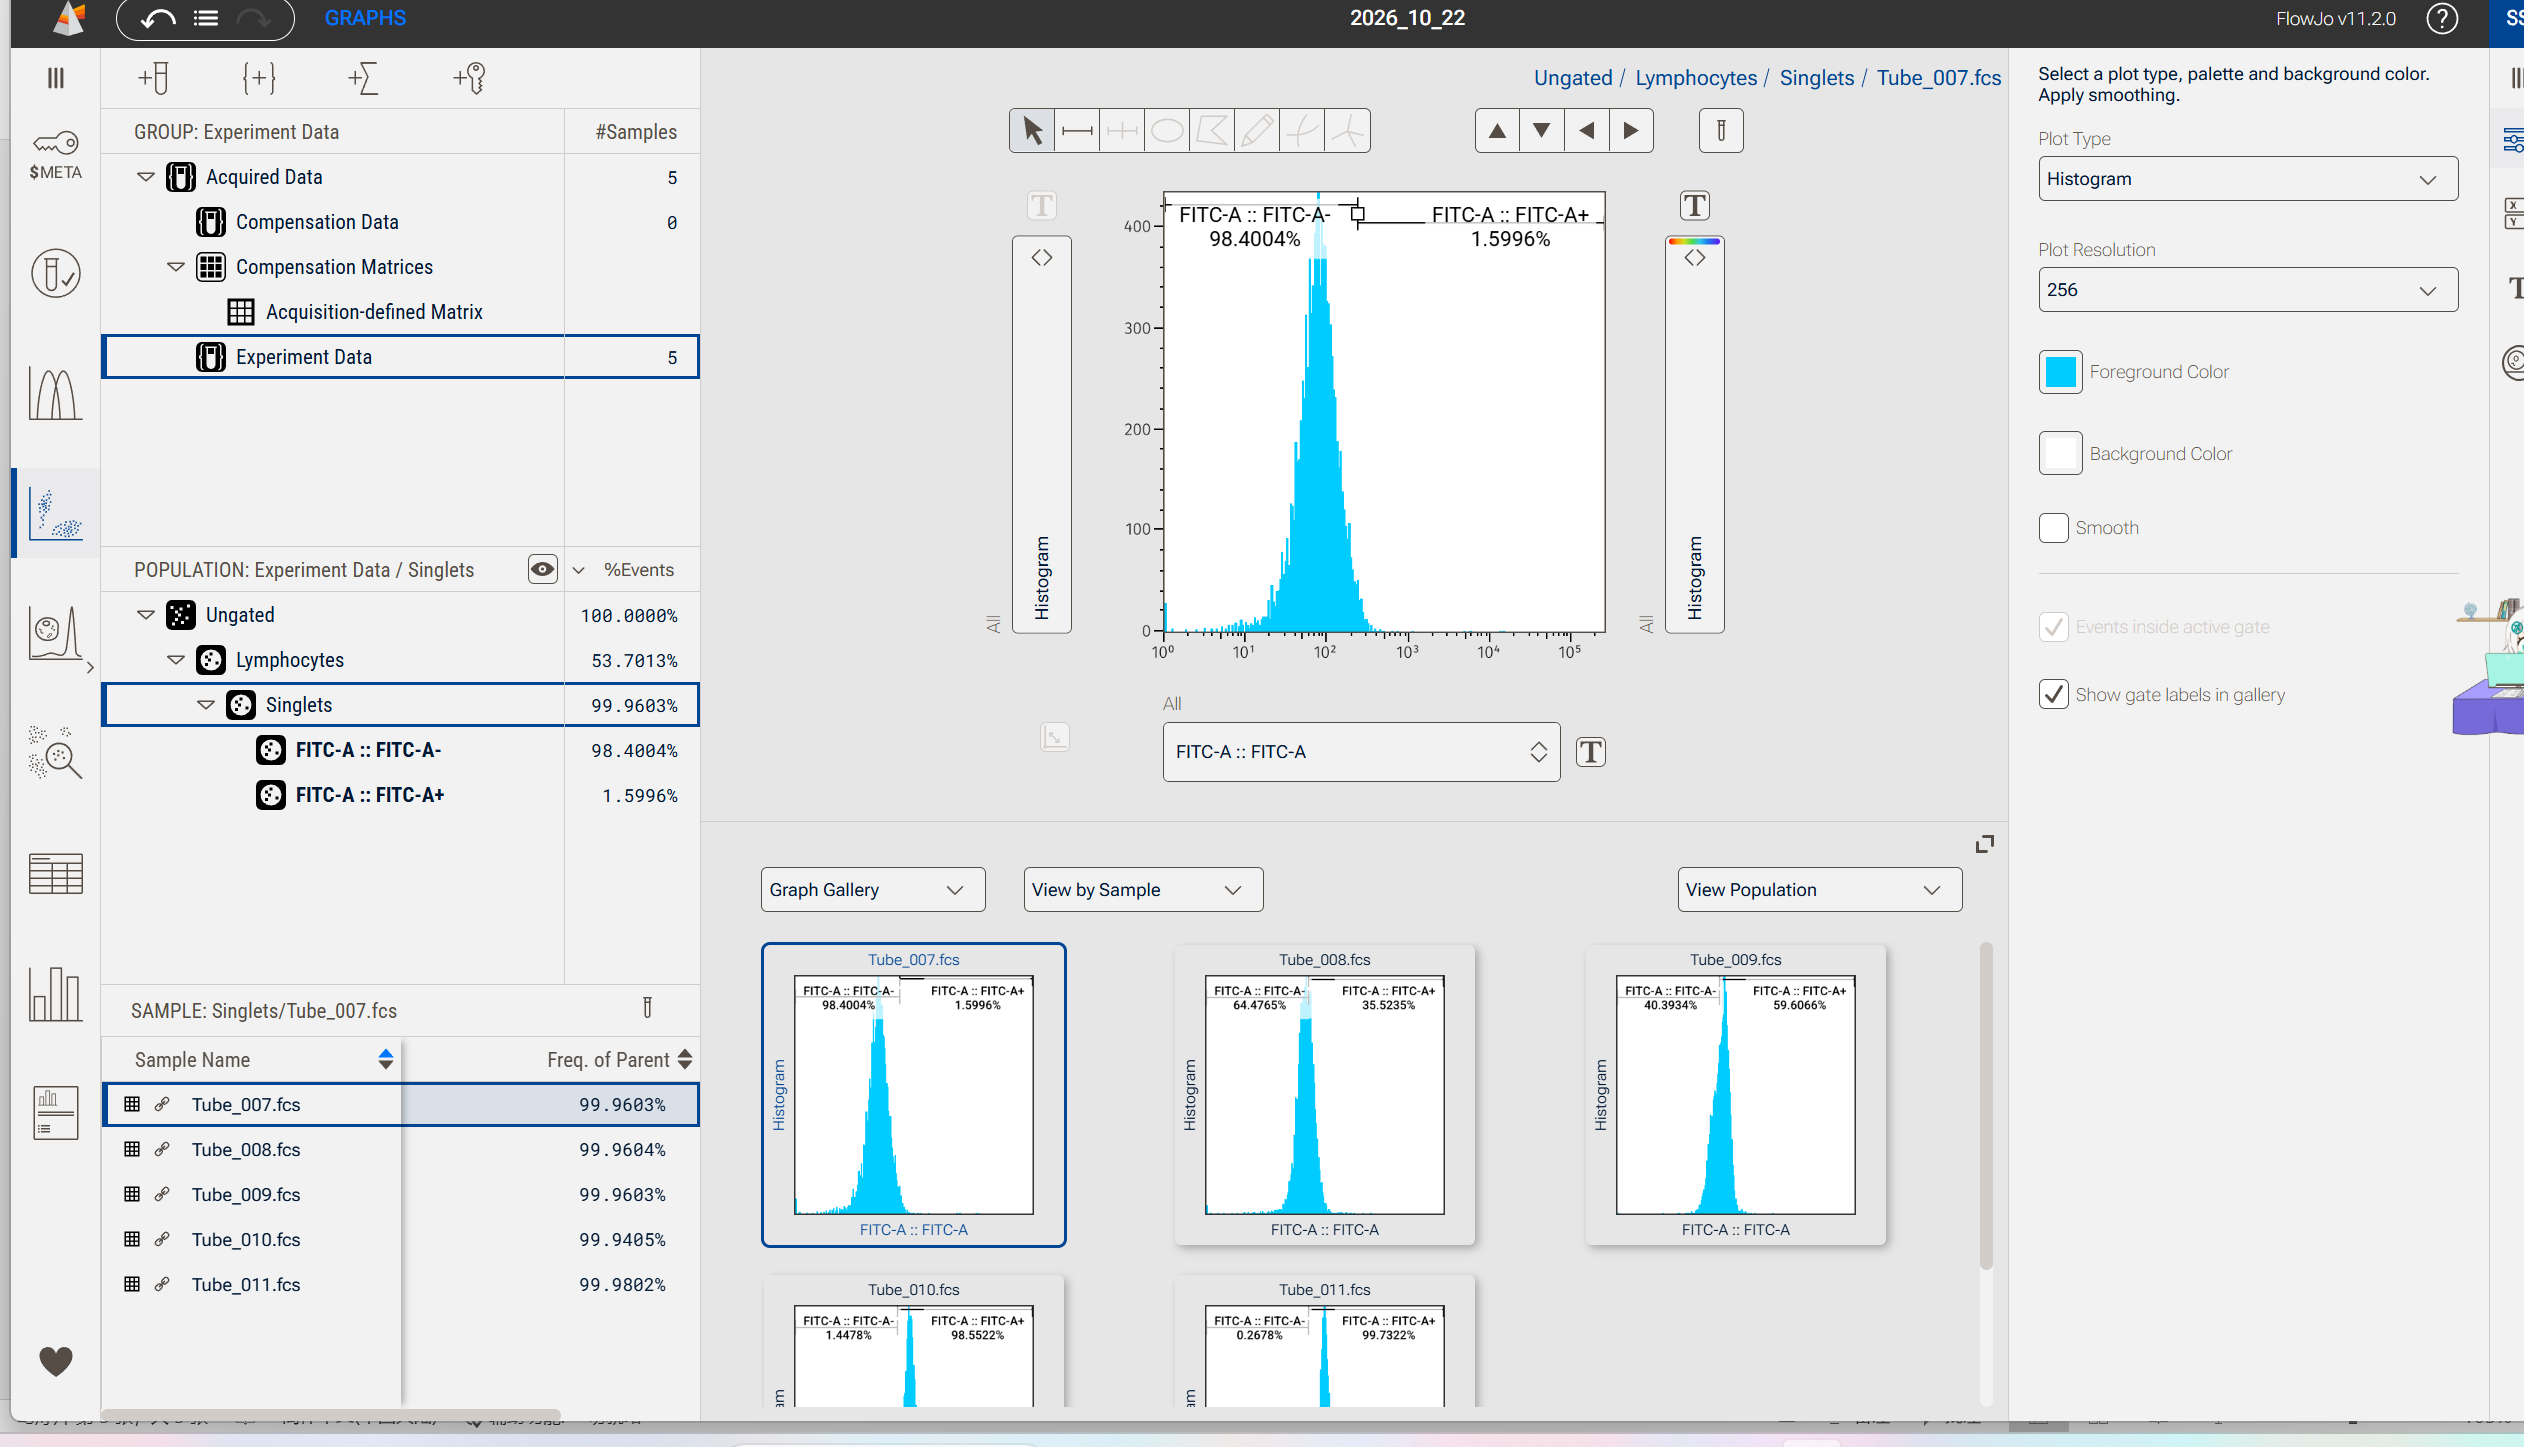 GRAPHS
2026_10_22
FlowJo v11.2.0
Ungated / Lymphocytes / Singlets / Tube_007.fcs
$META
GROUP: Experiment Data #Samples
Acquired Data 5
Compensation Data 0
Compensation Matrices
Acquisition-defined Matrix
Experiment Data 5
POPULATION: Experiment Data / Singlets %Events
Ungated 100.0000%
Lymphocytes 53.7013%
Singlets 99.9603%
FITC-A :: FITC-A- 98.4004%
FITC-A :: FITC-A+ 1.5996%
SAMPLE: Singlets/Tube_007.fcs
Sample Name Freq. of Parent
Tube_007.fcs 99.9603%
Tube_008.fcs 99.9604%
Tube_009.fcs 99.9603%
Tube_010.fcs 99.9405%
Tube_011.fcs 99.9802%
T
T
FITC-A :: FITC-A- FITC-A :: FITC-A+
98.4004% 1.5996%
400
300
200
100
0
10⁰ 10¹ 10² 10³ 10⁴ 10⁵
All
Histogram
All
Histogram
All
FITC-A :: FITC-A
T
Graph Gallery
View by Sample
View Population
Tube_007.fcs
FITC-A :: FITC-A- FITC-A :: FITC-A+
98.4004% 1.5996%
Histogram
FITC-A :: FITC-A
Tube_008.fcs
FITC-A :: FITC-A- FITC-A :: FITC-A+
64.4765% 35.5235%
Histogram
FITC-A :: FITC-A
Tube_009.fcs
FITC-A :: FITC-A- FITC-A :: FITC-A+
40.3934% 59.6066%
Histogram
FITC-A :: FITC-A
Tube_010.fcs
FITC-A :: FITC-A- FITC-A :: FITC-A+
1.4478% 98.5522%
Tube_011.fcs
FITC-A :: FITC-A- FITC-A :: FITC-A+
0.2678% 99.7322%
Select a plot type, palette and background color.
Apply smoothing.
Plot Type
Histogram
Plot Resolution
256
Foreground Color
Background Color
Smooth
Events inside active gate
Show gate labels in gallery
X
Y
T